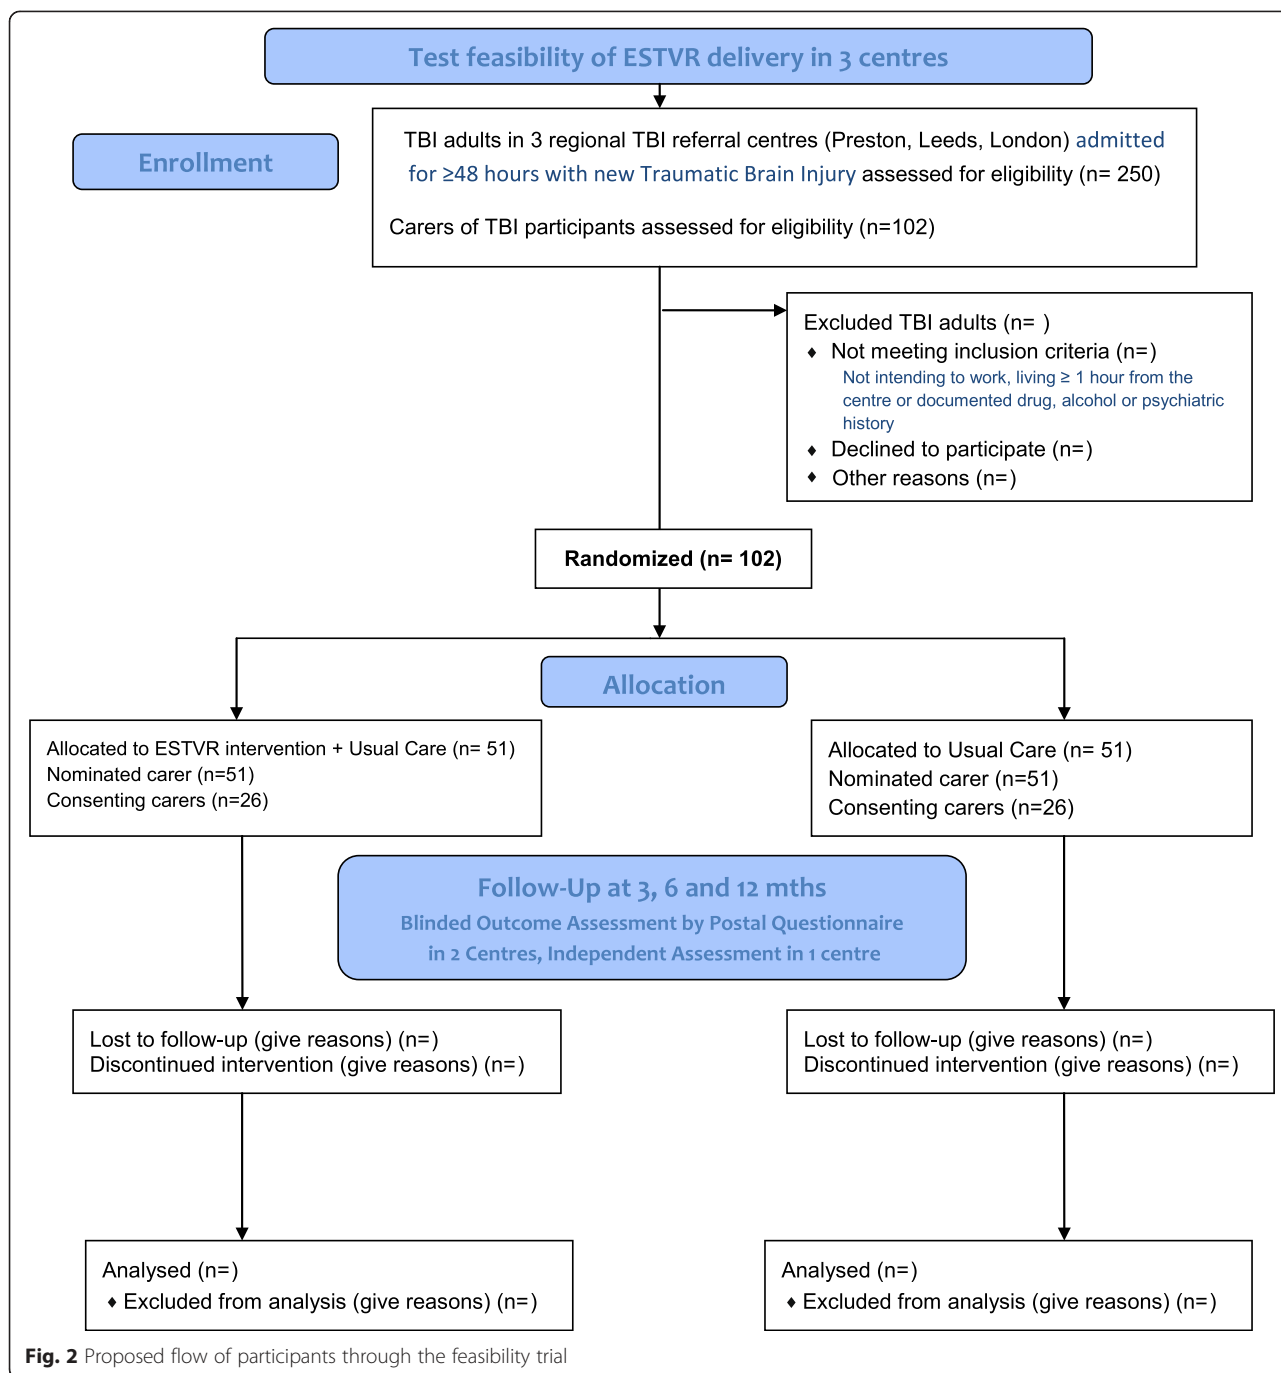 Test feasibility of ESTVR delivery in 3 centres
Enrollment
TBI adults in 3 regional TBI referral centres (Preston, Leeds, London) admitted
for ≥48 hours with new Traumatic Brain Injury assessed for eligibility (n= 250)
Carers of TBI participants assessed for eligibility (n=102)
Excluded TBI adults (n= )
♦ Not meeting inclusion criteria (n=)
Not intending to work, living ≥ 1 hour from the
centre or documented drug, alcohol or psychiatric
history
♦ Declined to participate (n=)
♦ Other reasons (n=)
Randomized (n= 102)
Allocation
Allocated to ESTVR intervention + Usual Care (n= 51)
Nominated carer (n=51)
Consenting carers (n=26)
Allocated to Usual Care (n= 51)
Nominated carer (n=51)
Consenting carers (n=26)
Follow-Up at 3, 6 and 12 mths
Blinded Outcome Assessment by Postal Questionnaire
in 2 Centres, Independent Assessment in 1 centre
Lost to follow-up (give reasons) (n=)
Discontinued intervention (give reasons) (n=)
Lost to follow-up (give reasons) (n=)
Discontinued intervention (give reasons) (n=)
Analysed (n=)
♦ Excluded from analysis (give reasons) (n=)
Analysed (n=)
♦ Excluded from analysis (give reasons) (n=)
Fig. 2 Proposed flow of participants through the feasibility trial